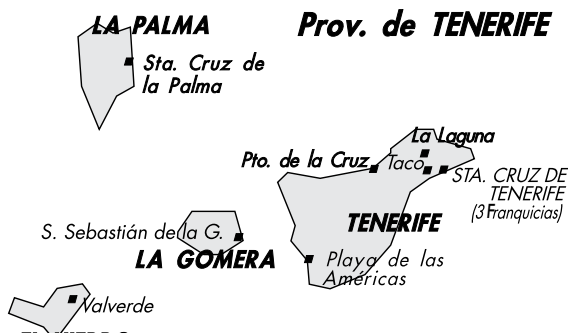 LA PALMA
Prov. de TENERIFE
Sta. Cruz de
la Palma
La Laguna
Pto. de la Cruz
Taco
STA. CRUZ DE
TENERIFE
(3 Franquicias)
TENERIFE
S. Sebastián de la G.
LA GOMERA
Playa de las
Américas
Valverde